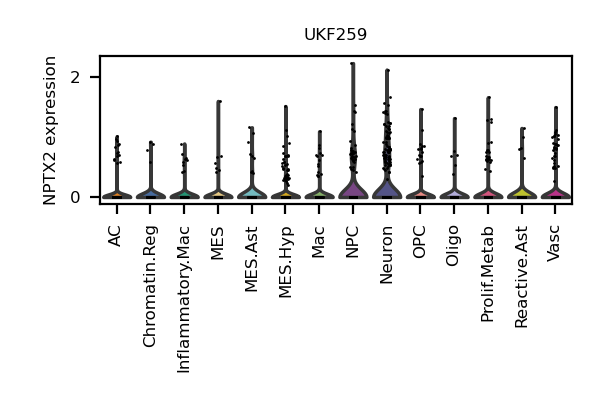 UKF259
NPTX2 expression
2
0
AC
Chromatin.Reg
Inflammatory.Mac
MES
MES.Ast
MES.Hyp
Mac
NPC
Neuron
OPC
Oligo
Prolif.Metab
Reactive.Ast
Vasc